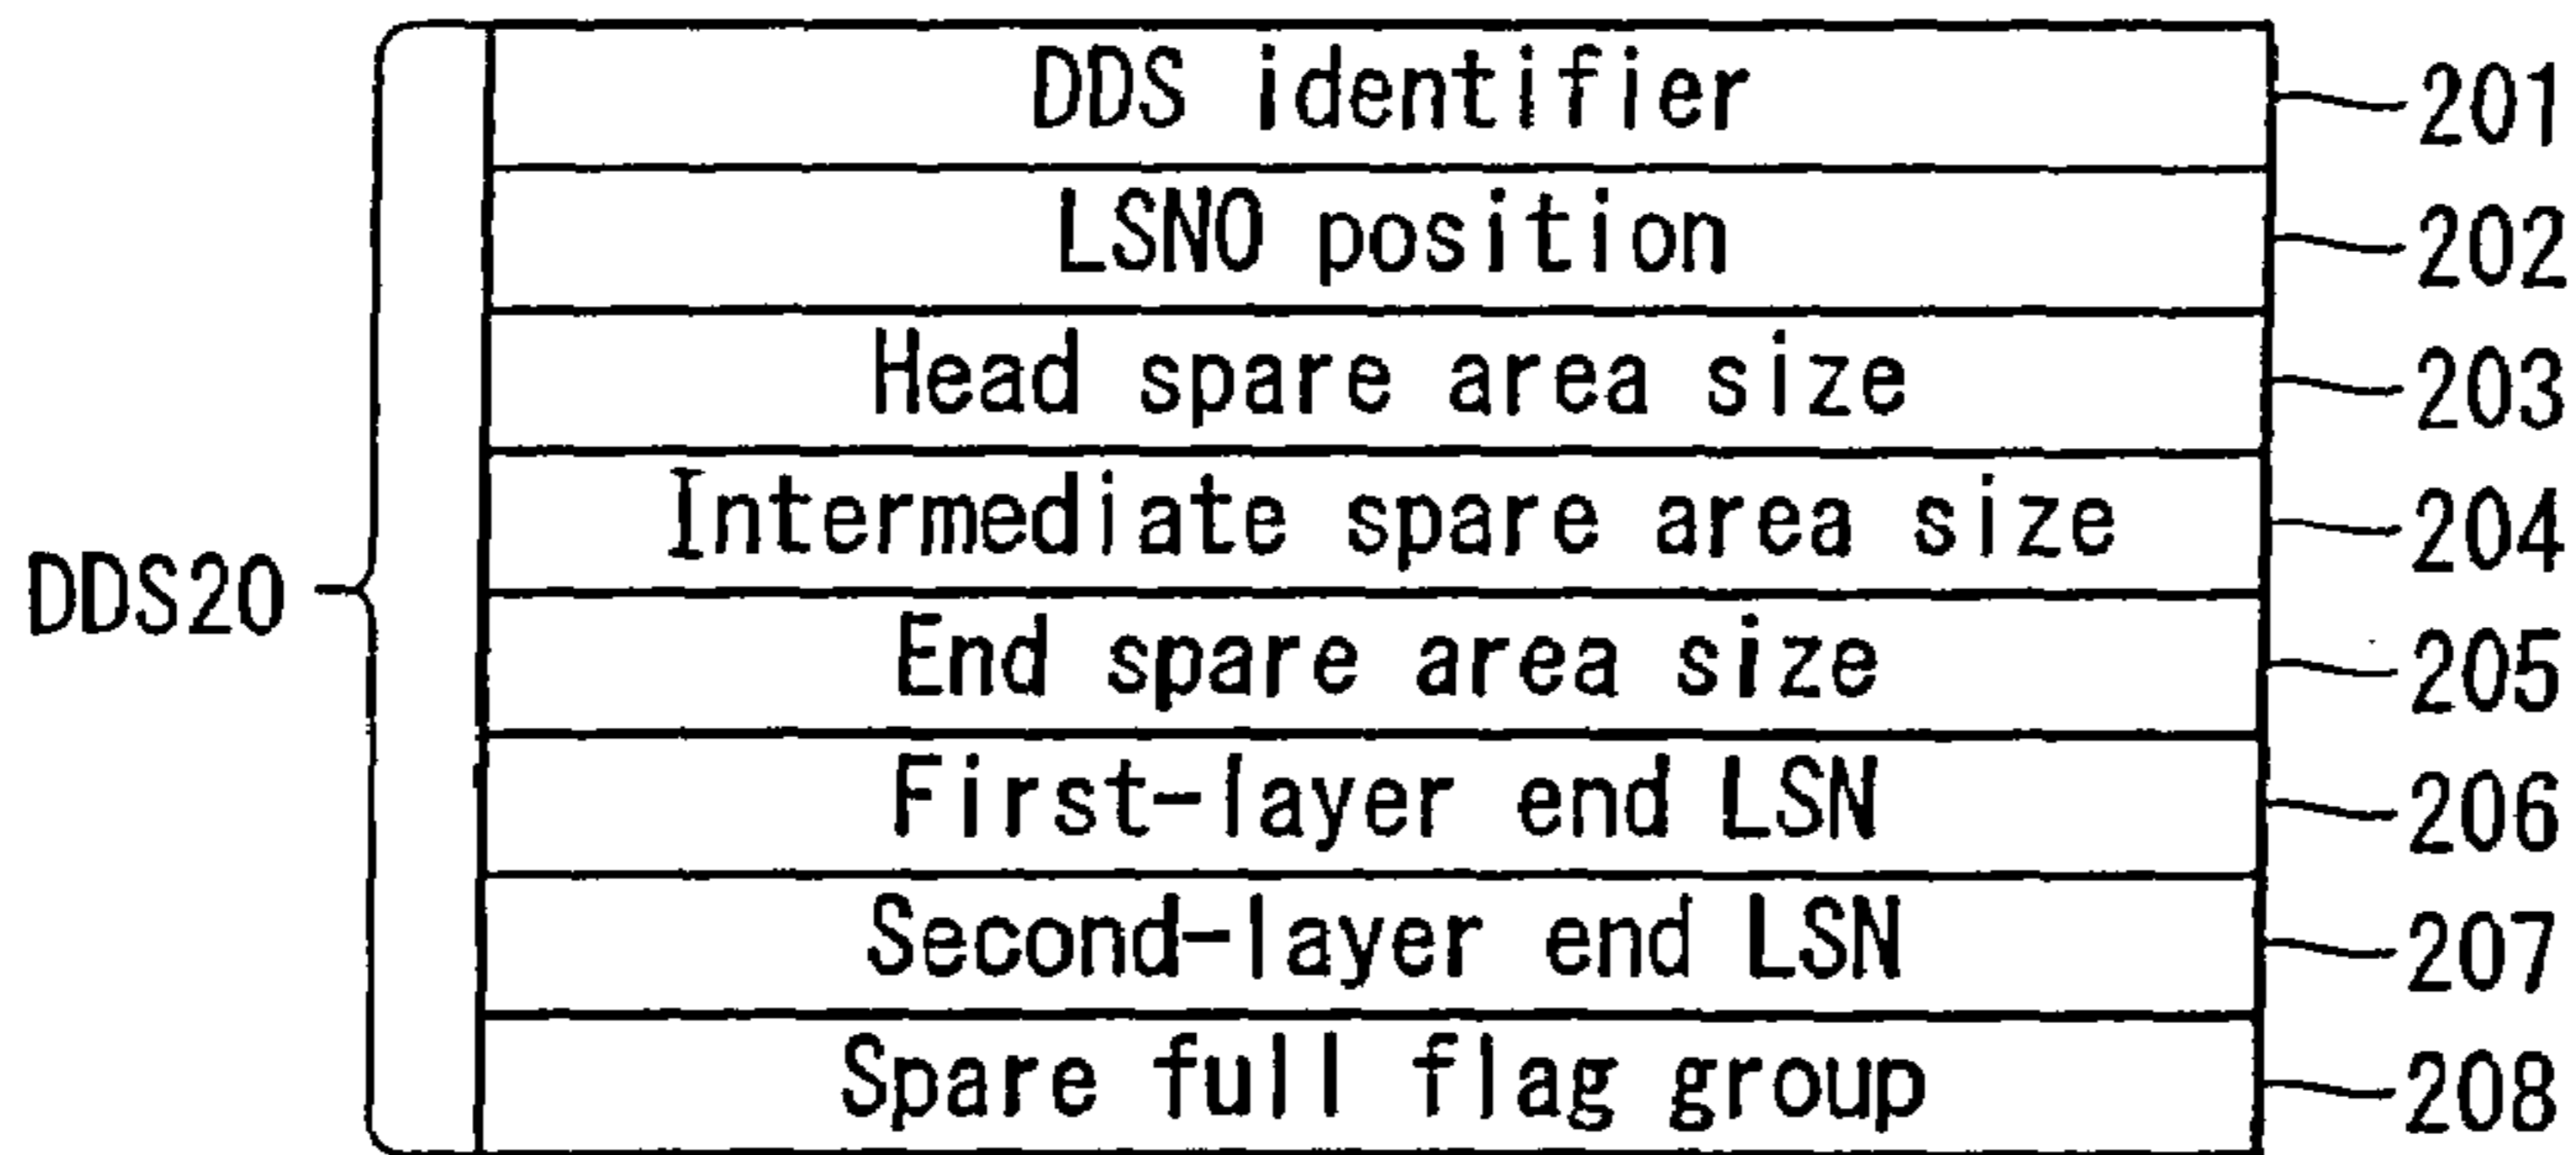 DDS identifier 201
LSN0 position 202
Head spare area size 203
Intermediate spare area size 204
DDS20
End spare area size 205
First-layer end LSN 206
Second-layer end LSN 207
Spare full flag group 208